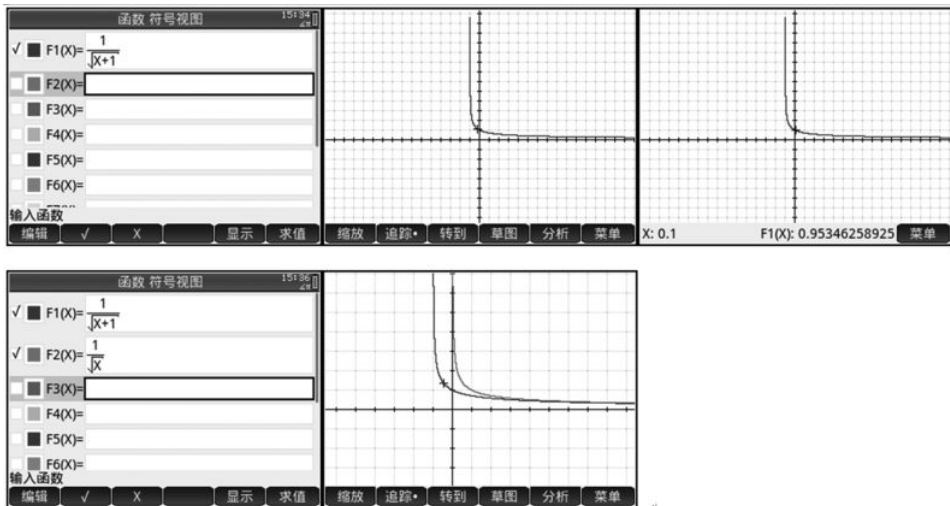 函数 符号视图 15:34
∠π
√ F1(X)= 1/√X+1
F2(X)=
F3(X)=
F4(X)=
F5(X)=
F6(X)=
输入函数
编辑 √ X 显示 求值
缩放 追踪• 转到 草图 分析 菜单
X: 0.1 F1(X): 0.95346258925 菜单
函数 符号视图 15:36
∠π
√ F1(X)= 1/√X+1
√ F2(X)= 1/√X
F3(X)=
F4(X)=
F5(X)=
F6(X)=
输入函数
编辑 √ X 显示 求值
缩放 追踪• 转到 草图 分析 菜单